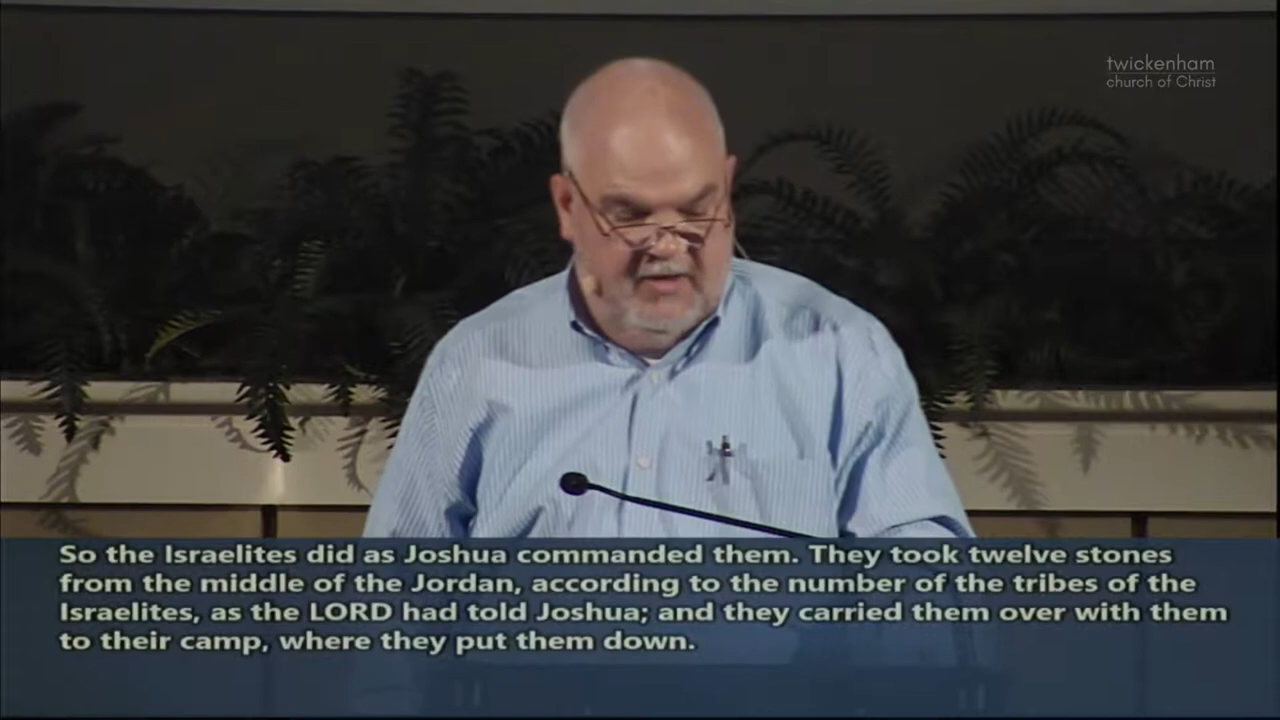 twickenham
church of Christ
So the Israelites did as Joshua commanded them. They took twelve stones
from the middle of the Jordan, according to the number of the tribes of the
Israelites, as the LORD had told Joshua; and they carried them over with them
to their camp, where they put them down.